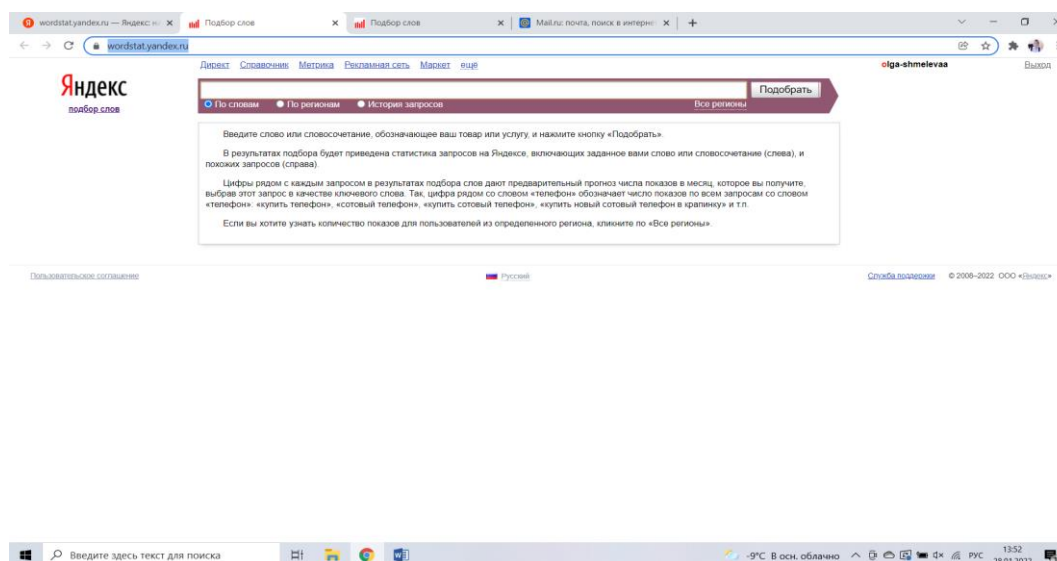 wordstat.yandex.ru — Яндекс: н
Подбор слов
Подбор слов
Mail.ru: почта, поиск в интерне
wordstat.yandex.ru
Директ Справочник Метрика Рекламная сеть Маркет ещё
olga-shmelevaa
Выход
Яндекс
подбор слов
Подобрать
По словам По регионам История запросов
Все регионы
Введите слово или словосочетание, обозначающее ваш товар или услугу, и нажмите кнопку «Подобрать».
В результатах подбора будет приведена статистика запросов на Яндексе, включающих заданное вами слово или словосочетание (слева), и
похожих запросов (справа).
Цифры рядом с каждым запросом в результатах подбора слов дают предварительный прогноз числа показов в месяц, которое вы получите,
выбрав этот запрос в качестве ключевого слова. Так, цифра рядом со словом «телефон» обозначает число показов по всем запросам со словом
«телефон»: «купить телефон», «сотовый телефон», «купить сотовый телефон», «купить новый сотовый телефон в крапинку» и т.п.
Если вы хотите узнать количество показов для пользователей из определенного региона, кликните по «Все регионы».
Пользовательское соглашение
Русский
Служба поддержки
© 2006–2022 ООО «Яндекс»
Введите здесь текст для поиска
-9°C В осн. облачно
РУС
13:52
28.01.2022